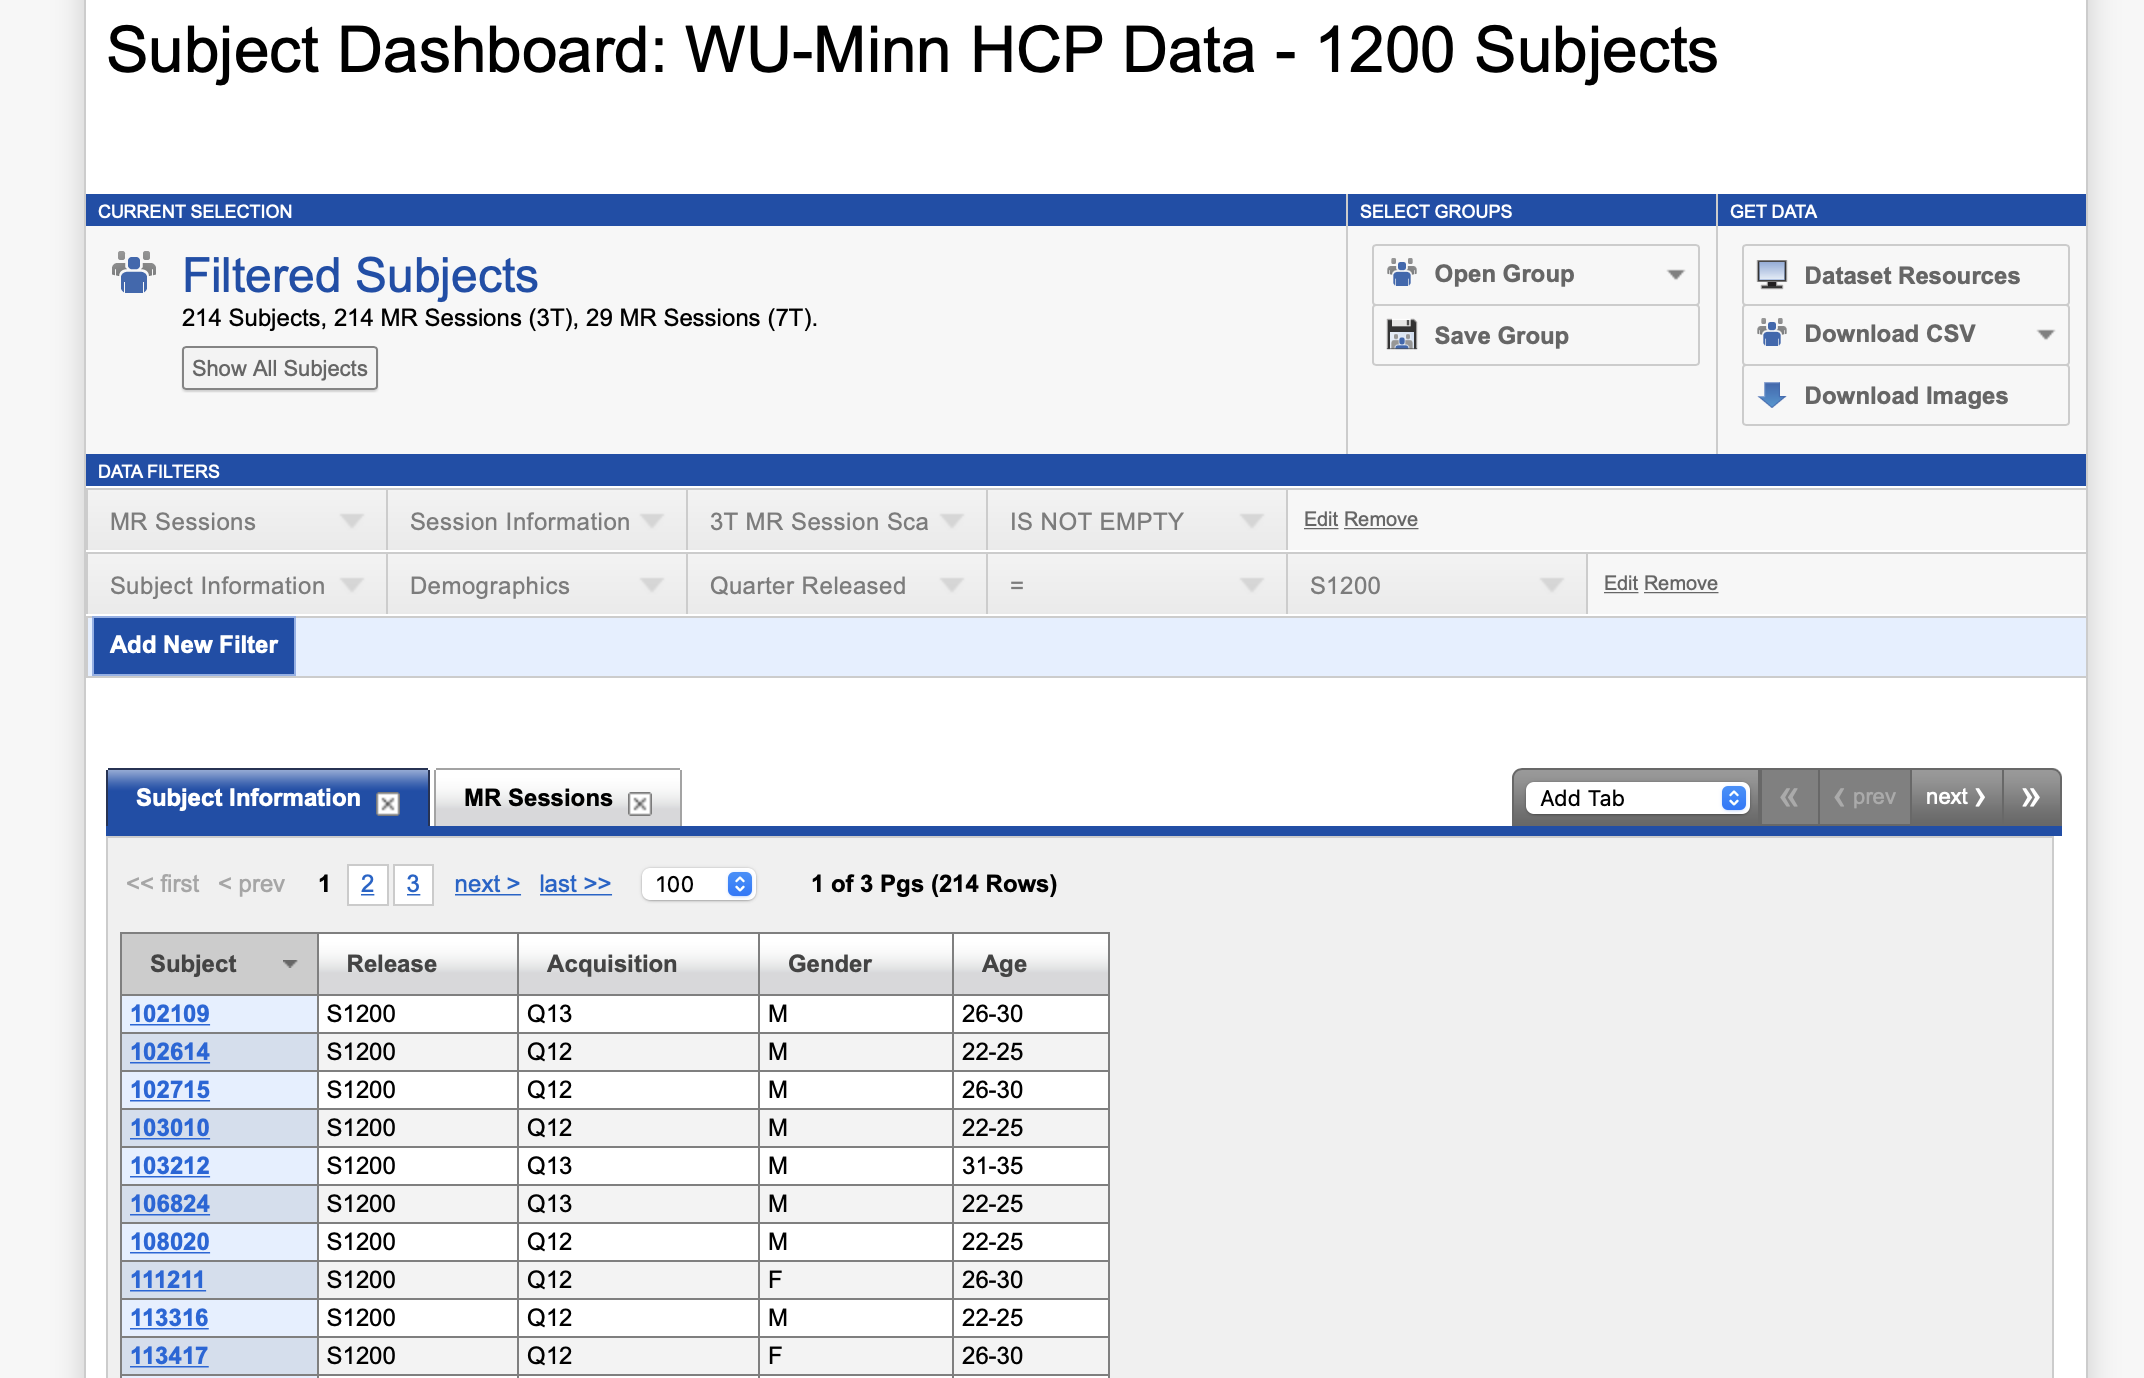 Subject Dashboard: WU-Minn HCP Data - 1200 Subjects
CURRENT SELECTION
SELECT GROUPS
GET DATA
Filtered Subjects
214 Subjects, 214 MR Sessions (3T), 29 MR Sessions (7T).
Show All Subjects
Open Group
Save Group
Dataset Resources
Download CSV
Download Images
DATA FILTERS
MR Sessions Session Information 3T MR Session Sca IS NOT EMPTY Edit Remove
Subject Information Demographics Quarter Released = S1200 Edit Remove
Add New Filter
Subject Information MR Sessions Add Tab « ‹ prev next › »
<< first < prev 1 2 3 next > last >> 100 1 of 3 Pgs (214 Rows)
Subject Release Acquisition Gender Age
102109 S1200 Q13 M 26-30
102614 S1200 Q12 M 22-25
102715 S1200 Q12 M 26-30
103010 S1200 Q12 M 22-25
103212 S1200 Q13 M 31-35
106824 S1200 Q13 M 22-25
108020 S1200 Q12 M 22-25
111211 S1200 Q12 F 26-30
113316 S1200 Q12 M 22-25
113417 S1200 Q12 F 26-30